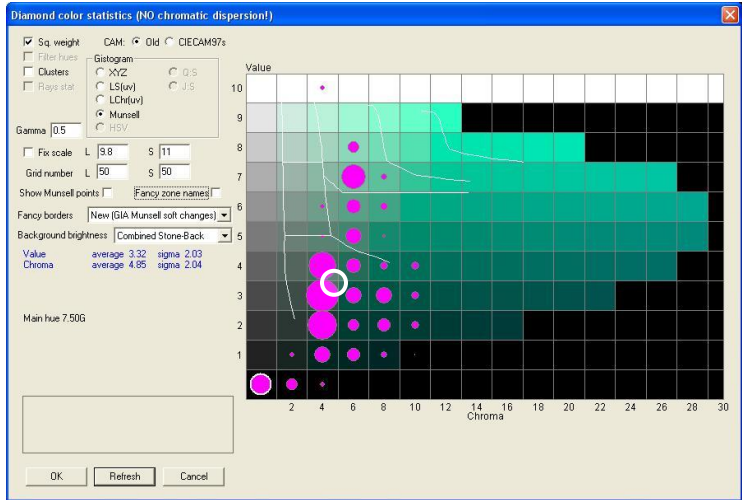 Diamond color statistics (NO chromatic dispersion!)
Sq. weight CAM: Old CIECAM97s
Filter hues Gistogram
Clusters XYZ Q:S
Rays stat LS(uv) J:S
LChr(uv)
Munsell
HSV
Gamma 0.5
Fix scale L 9.8 S 11
Grid number L 50 S 50
Show Munsell points Fancy zone names
Fancy borders New (GIA Munsell soft changes)
Background brightness Combined Stone-Back
Value average 3.32 sigma 2.03
Chroma average 4.85 sigma 2.04
Main hue 7.50G
OK Refresh Cancel
Value
10
9
8
7
6
5
4
3
2
1
2 4 6 8 10 12 14 16 18 20 22 24 26 28 30
Chroma